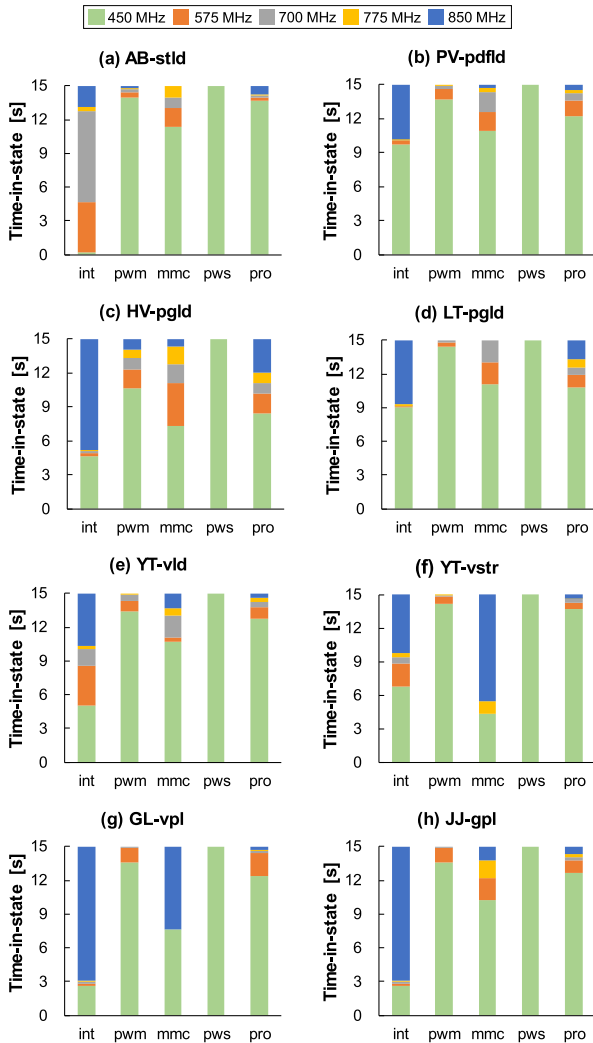 450 MHz 575 MHz 700 MHz 775 MHz 850 MHz
(a) AB-stld
Time-in-state [s]
15
12
9
6
3
0
int pwm mmc pws pro
(b) PV-pdfld
Time-in-state [s]
15
12
9
6
3
0
int pwm mmc pws pro
(c) HV-pgld
Time-in-state [s]
15
12
9
6
3
0
int pwm mmc pws pro
(d) LT-pgld
Time-in-state [s]
15
12
9
6
3
0
int pwm mmc pws pro
(e) YT-vld
Time-in-state [s]
15
12
9
6
3
0
int pwm mmc pws pro
(f) YT-vstr
Time-in-state [s]
15
12
9
6
3
0
int pwm mmc pws pro
(g) GL-vpl
Time-in-state [s]
15
12
9
6
3
0
int pwm mmc pws pro
(h) JJ-gpl
Time-in-state [s]
15
12
9
6
3
0
int pwm mmc pws pro